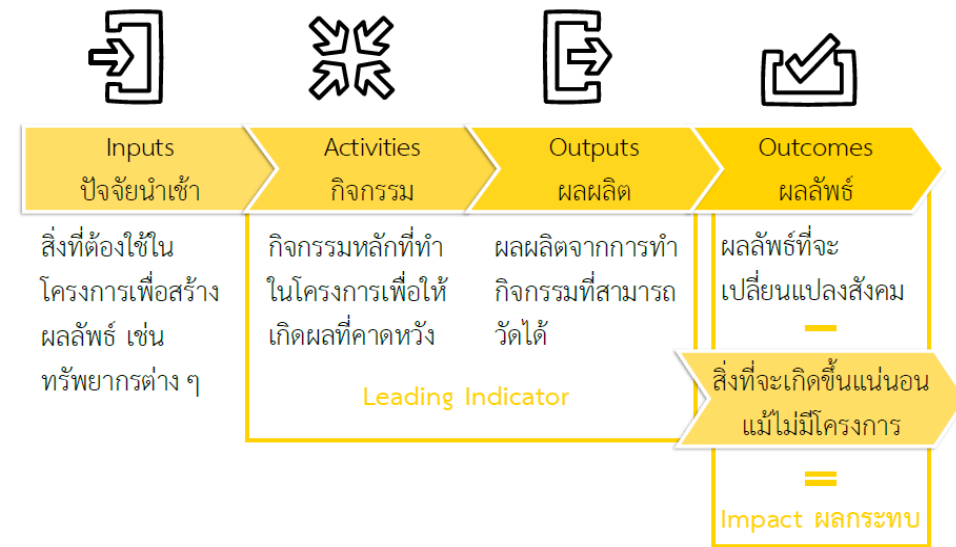 Inputs
ปัจจัยนำเช้า
Activities
กิจกรรม
Outputs
ผลผลิต
Outcomes
ผลลัพธ์
สิ่งที่ต้องใช้ใน
โครงการเพื่อสร้าง
ผลลัพธ์ เช่น
ทรัพยากรต่าง ๆ
กิจกรรมหลักที่ทำ
ในโครงการเพื่อให้
เกิดผลที่คาดหวัง
ผลผลิตจากการทำ
กิจกรรมที่สามารถ
วัดได้
Leading Indicator
ผลลัพธ์ที่จะ
เปลี่ยนแปลงสังคม
–
สิ่งที่จะเกิดขึ้นแน่นอน
แม้ไม่มีโครงการ
=
Impact ผลกระทบ